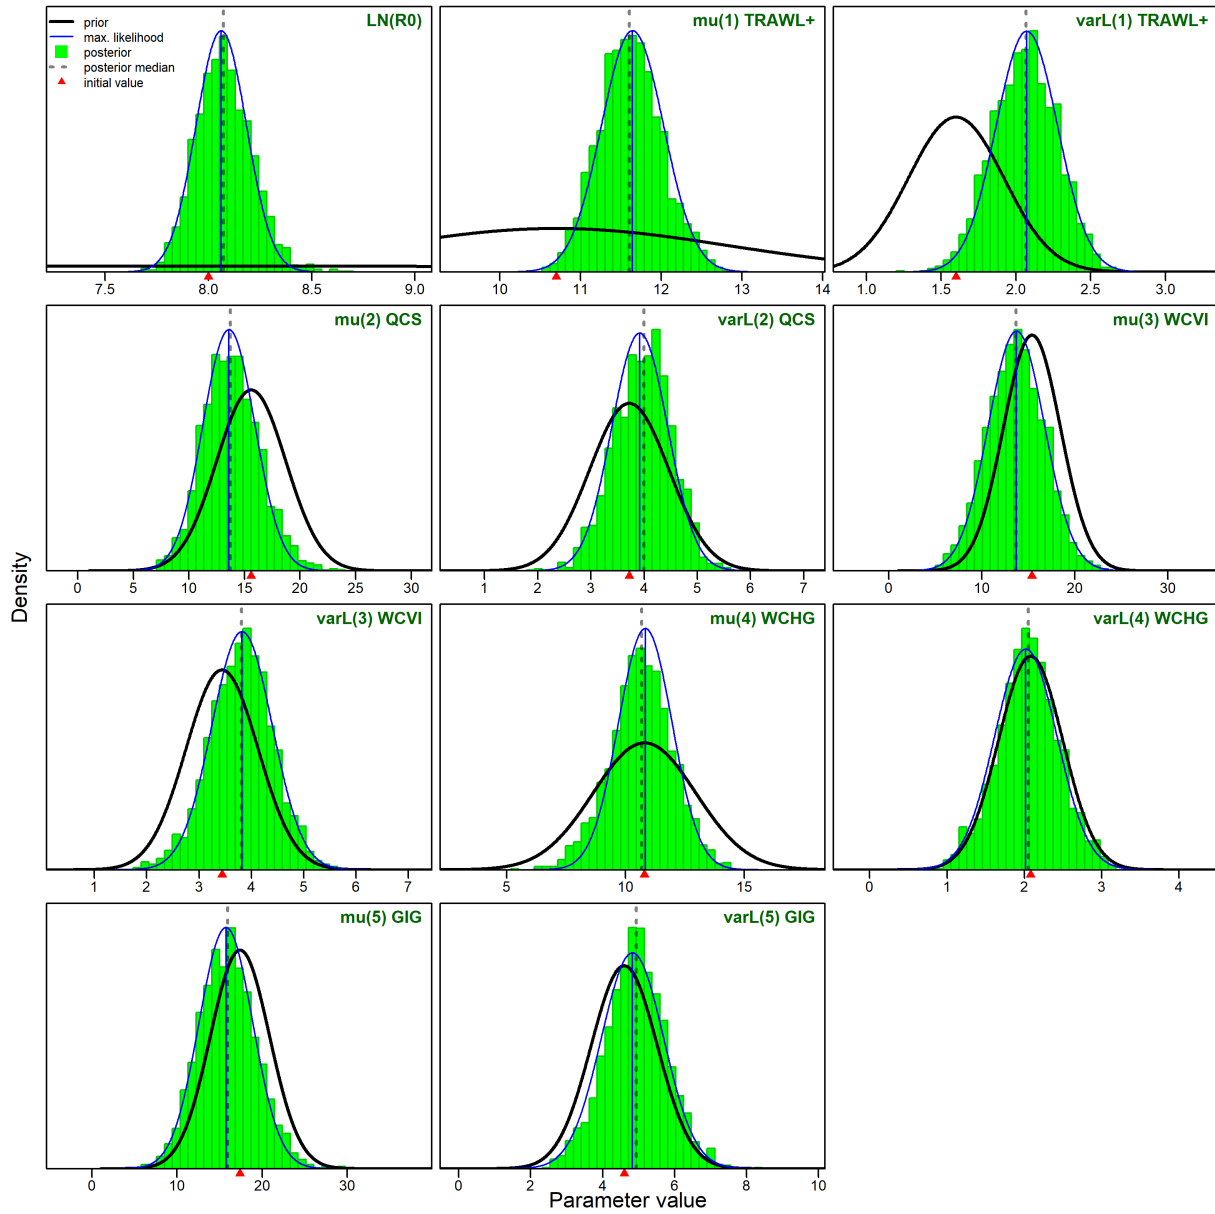 LN(R0)
prior
max. likelihood
posterior
posterior median
initial value
7.5 8.0 8.5 9.0
mu(1) TRAWL+
10 11 12 13 14
varL(1) TRAWL+
1.0 1.5 2.0 2.5 3.0
mu(2) QCS
0 5 10 15 20 25 30
varL(2) QCS
1 2 3 4 5 6 7
mu(3) WCVI
0 10 20 30
varL(3) WCVI
1 2 3 4 5 6 7
mu(4) WCHG
5 10 15
varL(4) WCHG
0 1 2 3 4
mu(5) GIG
0 10 20 30
varL(5) GIG
0 2 4 6 8 10
Density
Parameter value